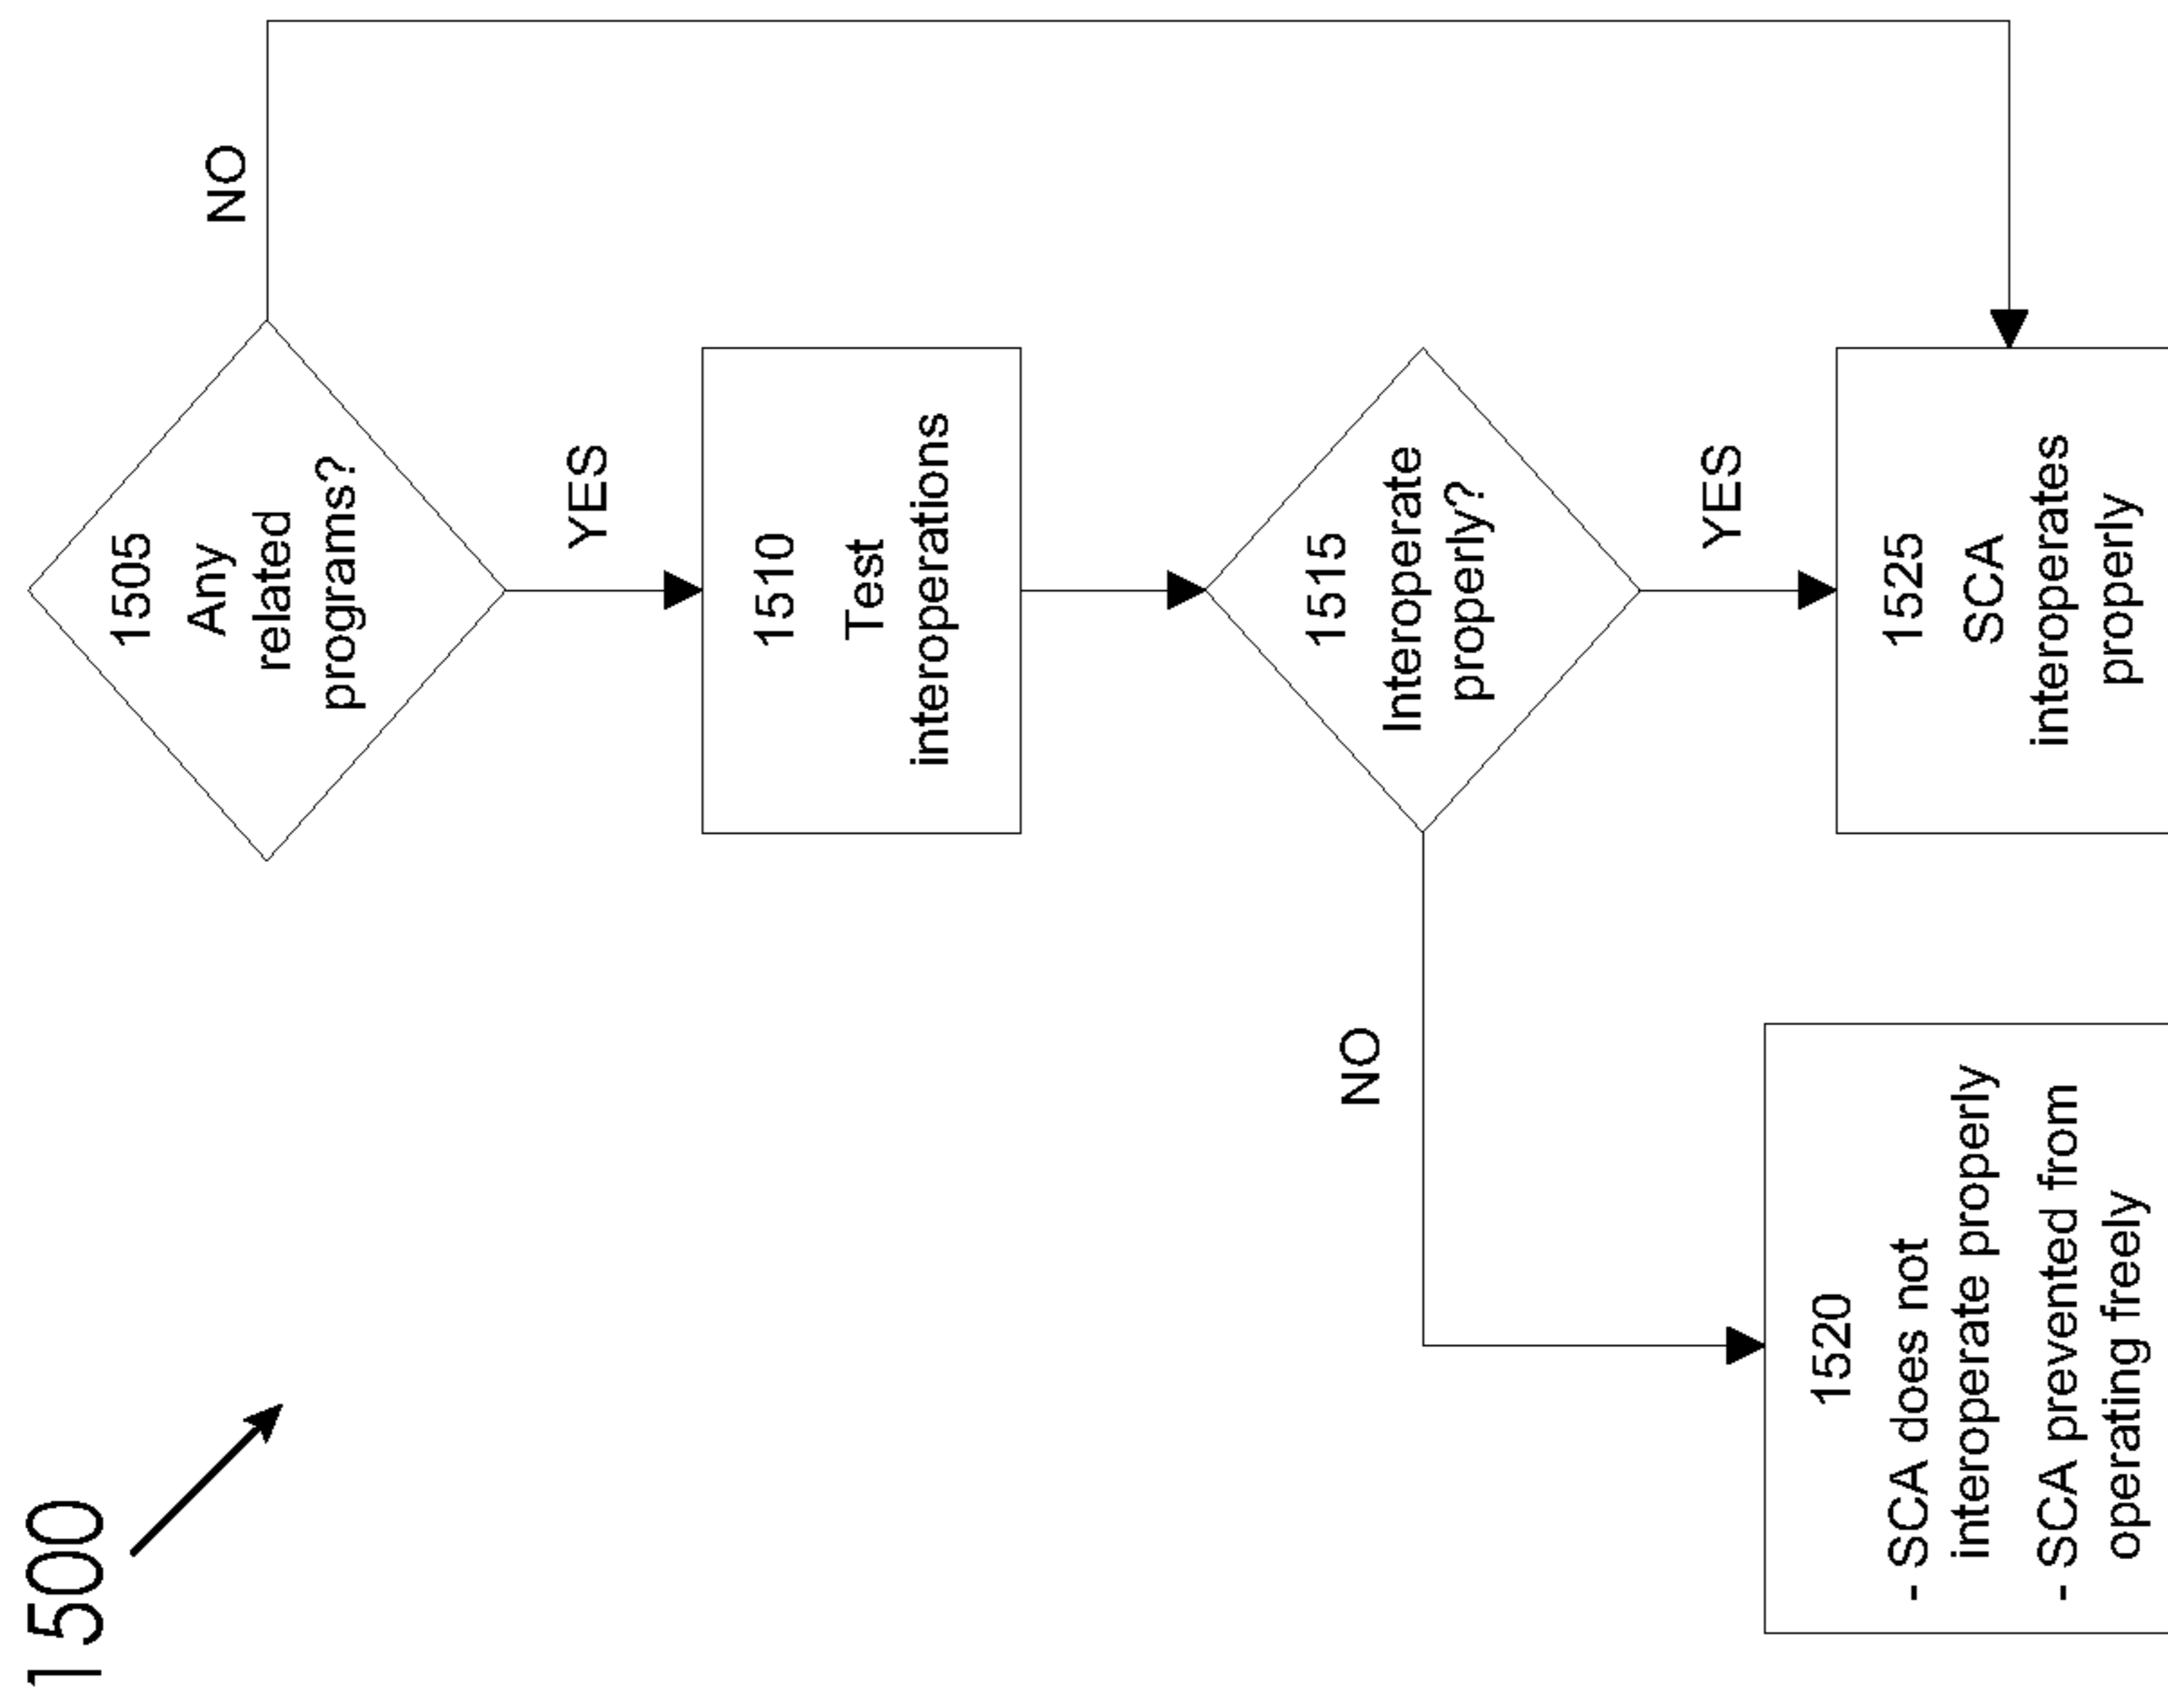 1500
1505
Any
related
programs?
NO
YES
1510
Test
interoperations
1515
Interoperate
properly?
NO
YES
1520
- SCA does not
interoperate properly
- SCA prevented from
operating freely
1525
SCA
interoperates
properly